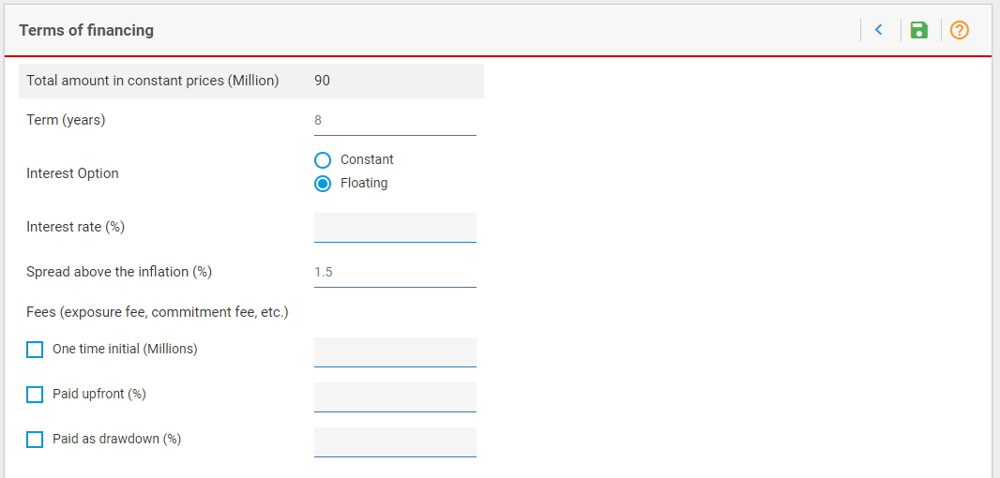 Terms of financing
Total amount in constant prices (Million) 90
Term (years) 8
Constant
Interest Option
Floating
Interest rate (%)
Spread above the inflation (%) 1.5
Fees (exposure fee, commitment fee, etc.)
One time initial (Millions)
Paid upfront (%)
Paid as drawdown (%)